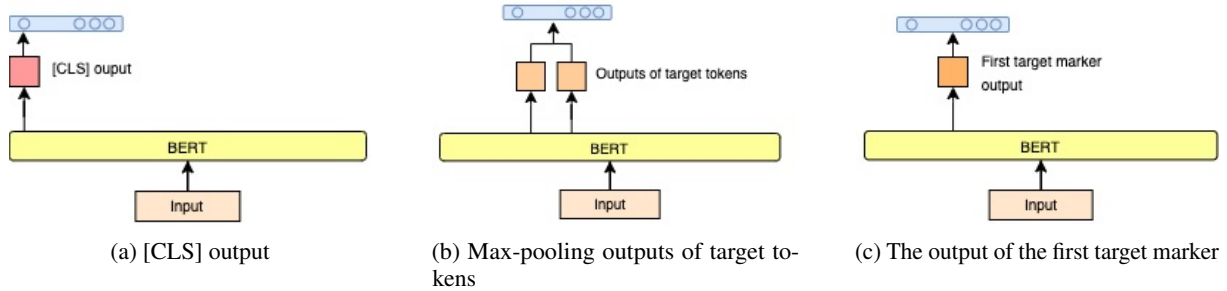 [CLS] ouput
BERT
Input
(a) [CLS] output
Outputs of target tokens
BERT
Input
(b) Max-pooling outputs of target to-
kens
First target marker
output
BERT
Input
(c) The output of the first target marker